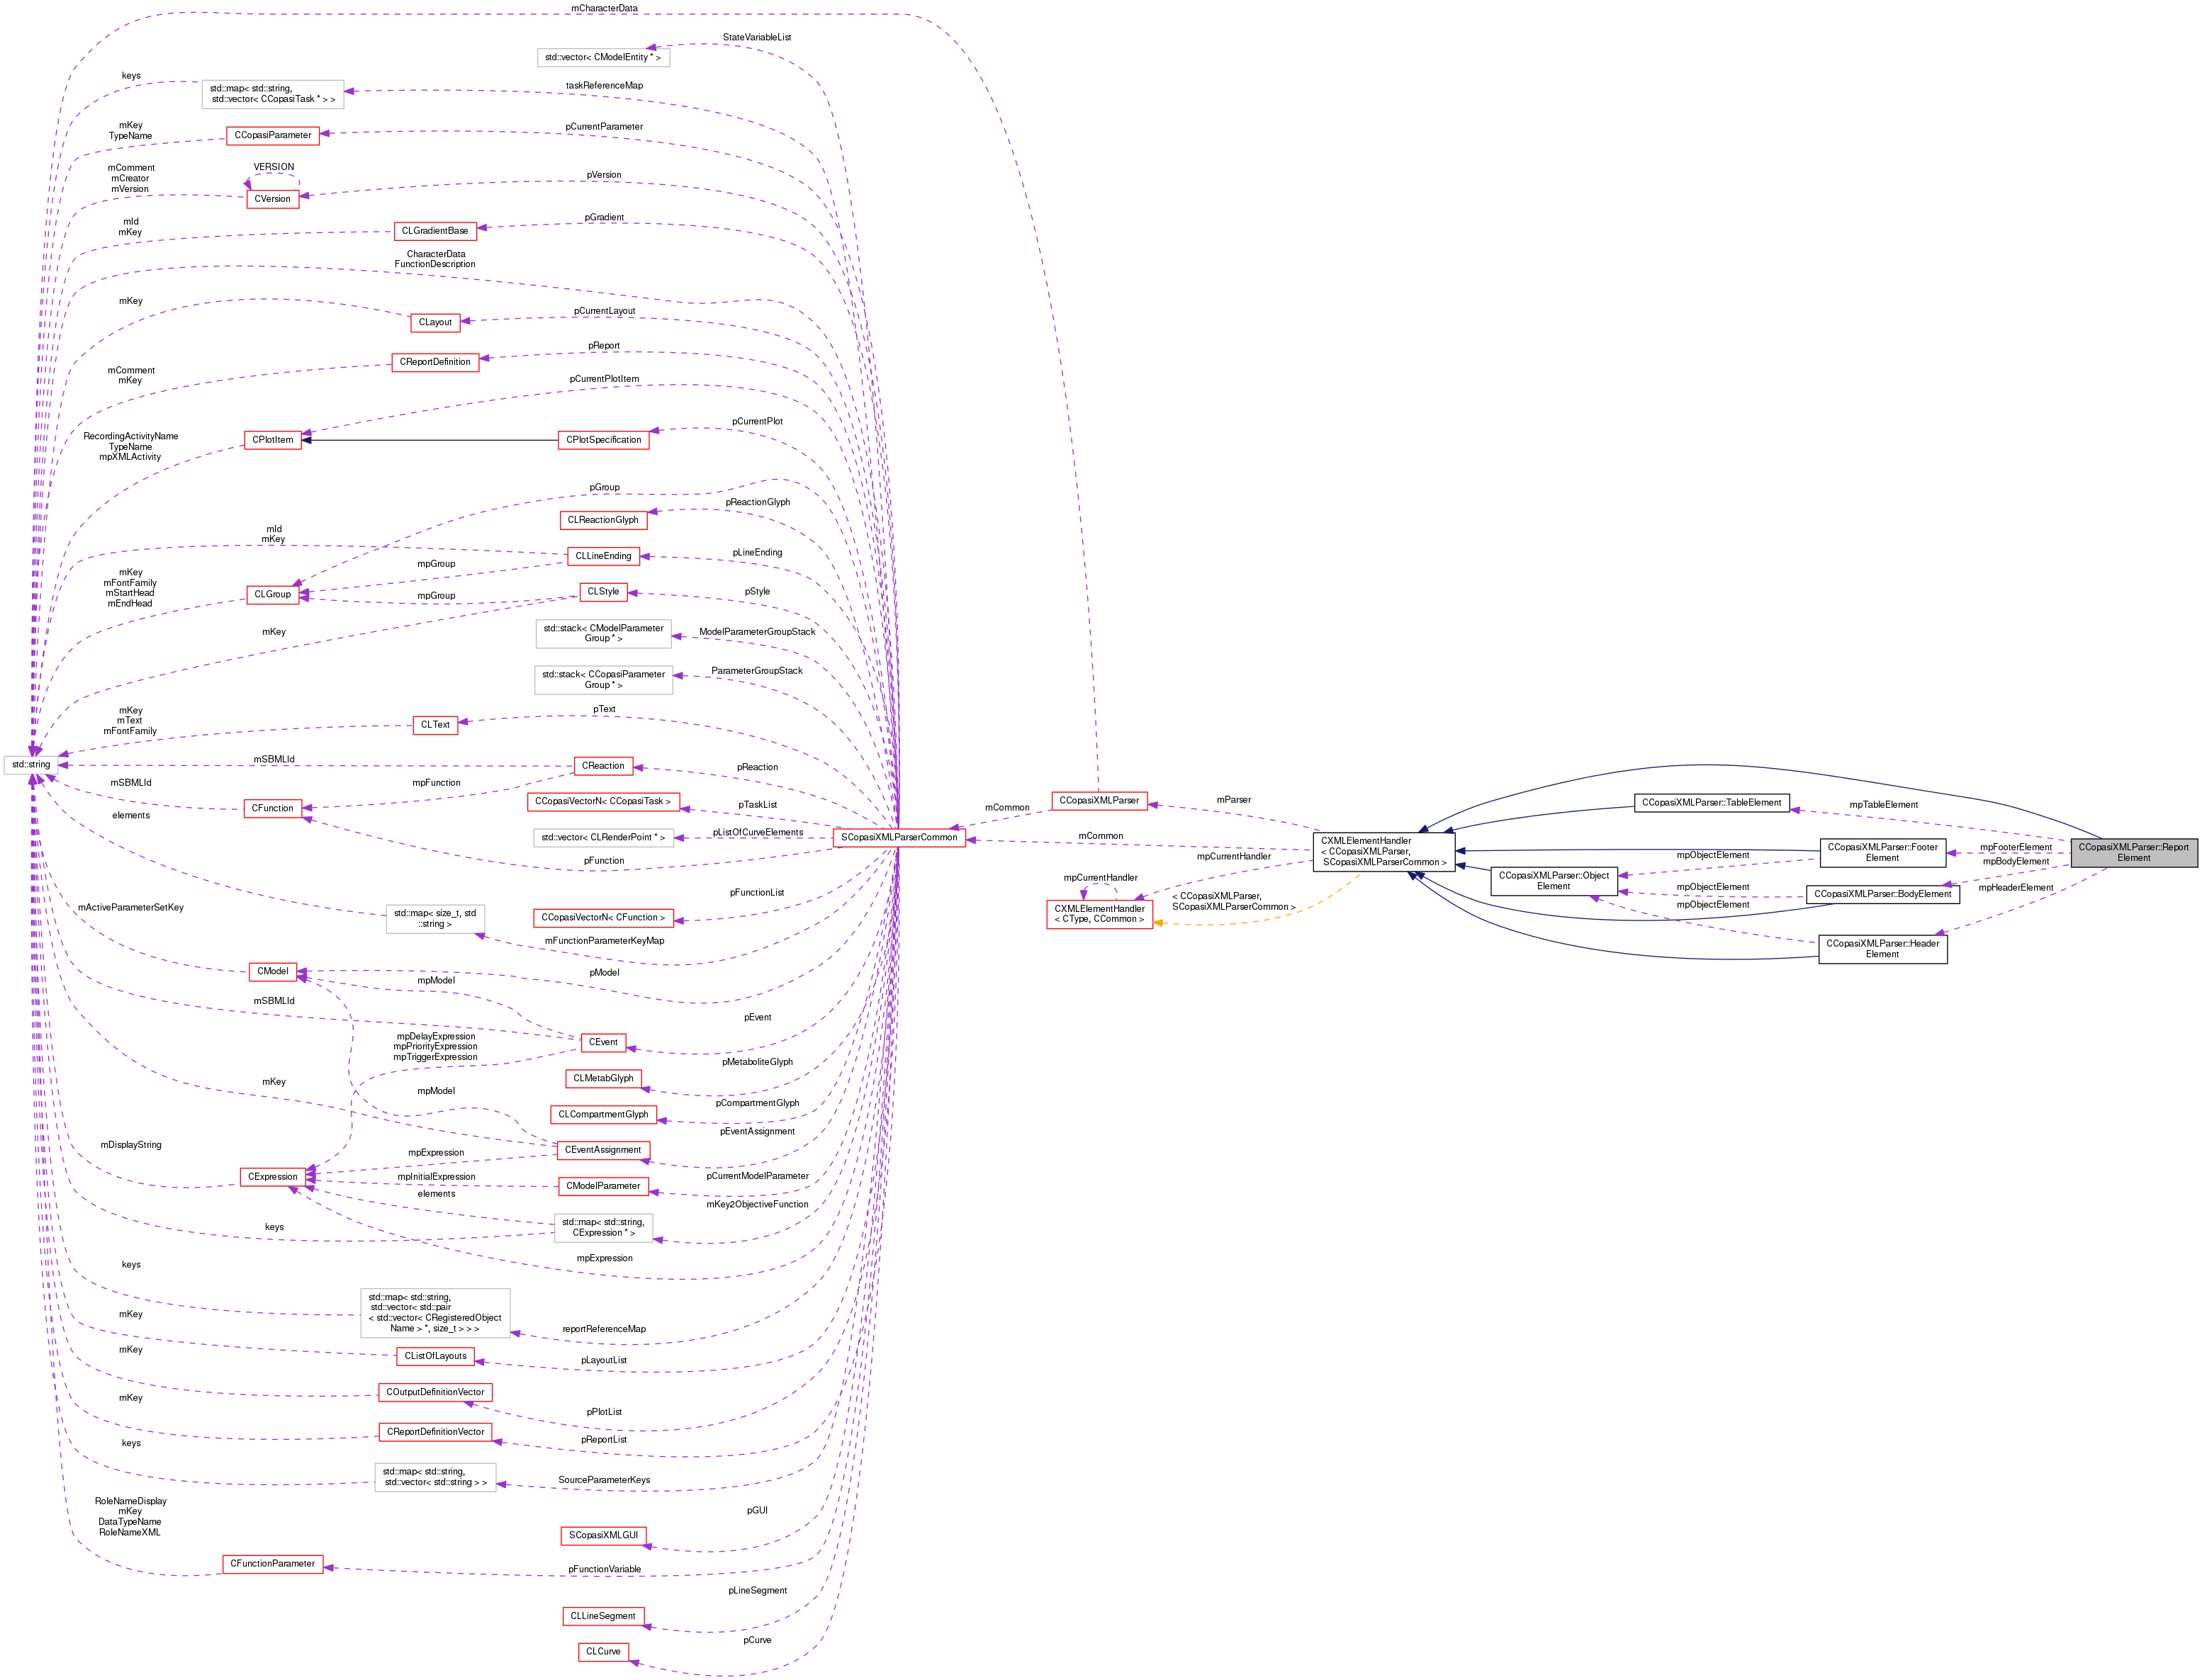 mCharacterData
StateVariableList
std::vector< CModelEntity * >
keys
taskReferenceMap
std::map< std::string,
std::vector< CCopasiTask * > >
mKey
TypeName
pCurrentParameter
CCopasiParameter
mComment
mCreator
mVersion
VERSION
pVersion
CVersion
mId
mKey
pGradient
CLGradientBase
CharacterData
FunctionDescription
mKey
pCurrentLayout
CLayout
pReport
CReportDefinition
mComment
mKey
pCurrentPlotItem
pCurrentPlot
RecordingActivityName
TypeName
mpXMLActivity
CPlotItem
CPlotSpecification
pGroup
pReactionGlyph
CLReactionGlyph
mId
mKey
pLineEnding
CLLineEnding
mpGroup
mKey
mFontFamily
mStartHead
mEndHead
CLGroup
mpGroup
CLStyle
pStyle
mKey
std::stack< CModelParameter
Group * >
ModelParameterGroupStack
std::stack< CCopasiParameter
Group * >
ParameterGroupStack
mKey
mText
mFontFamily
CLText
pText
std::string
mSBMLId
CReaction
pReaction
mSBMLId
mpFunction
CFunction
CCopasiVectorN< CCopasiTask >
pTaskList
elements
std::vector< CLRenderPoint * >
pListOfCurveElements
pFunction
SCopasiXMLParserCommon
mCommon
CCopasiXMLParser
mParser
mCommon
CXMLElementHandler
< CCopasiXMLParser,
SCopasiXMLParserCommon >
mpCurrentHandler
mpCurrentHandler
CXMLElementHandler
< CType, CCommon >
< CCopasiXMLParser,
SCopasiXMLParserCommon >
CCopasiXMLParser::TableElement
mpTableElement
CCopasiXMLParser::Footer
Element
mpFooterElement
CCopasiXMLParser::Report
Element
mpObjectElement
mpBodyElement
CCopasiXMLParser::Object
Element
mpObjectElement
CCopasiXMLParser::BodyElement
mpHeaderElement
mpObjectElement
CCopasiXMLParser::Header
Element
pFunctionList
CCopasiVectorN< CFunction >
mActiveParameterSetKey
std::map< size_t, std
::string >
mFunctionParameterKeyMap
CModel
pModel
mpModel
mSBMLId
pEvent
CEvent
mpDelayExpression
mpPriorityExpression
mpTriggerExpression
pMetaboliteGlyph
CLMetabGlyph
mKey
mpModel
pCompartmentGlyph
CLCompartmentGlyph
pEventAssignment
CEventAssignment
mDisplayString
mpExpression
CExpression
mpInitialExpression
CModelParameter
pCurrentModelParameter
elements
keys
std::map< std::string,
CExpression * >
mKey2ObjectiveFunction
mpExpression
keys
std::map< std::string,
std::vector< std::pair
< std::vector< CRegisteredObject
Name > *, size_t > > >
reportReferenceMap
mKey
CListOfLayouts
pLayoutList
mKey
COutputDefinitionVector
pPlotList
mKey
CReportDefinitionVector
pReportList
keys
std::map< std::string,
std::vector< std::string > >
SourceParameterKeys
RoleNameDisplay
mKey
DataTypeName
RoleNameXML
pGUI
SCopasiXMLGUI
CFunctionParameter
pFunctionVariable
pLineSegment
CLLineSegment
pCurve
CLCurve